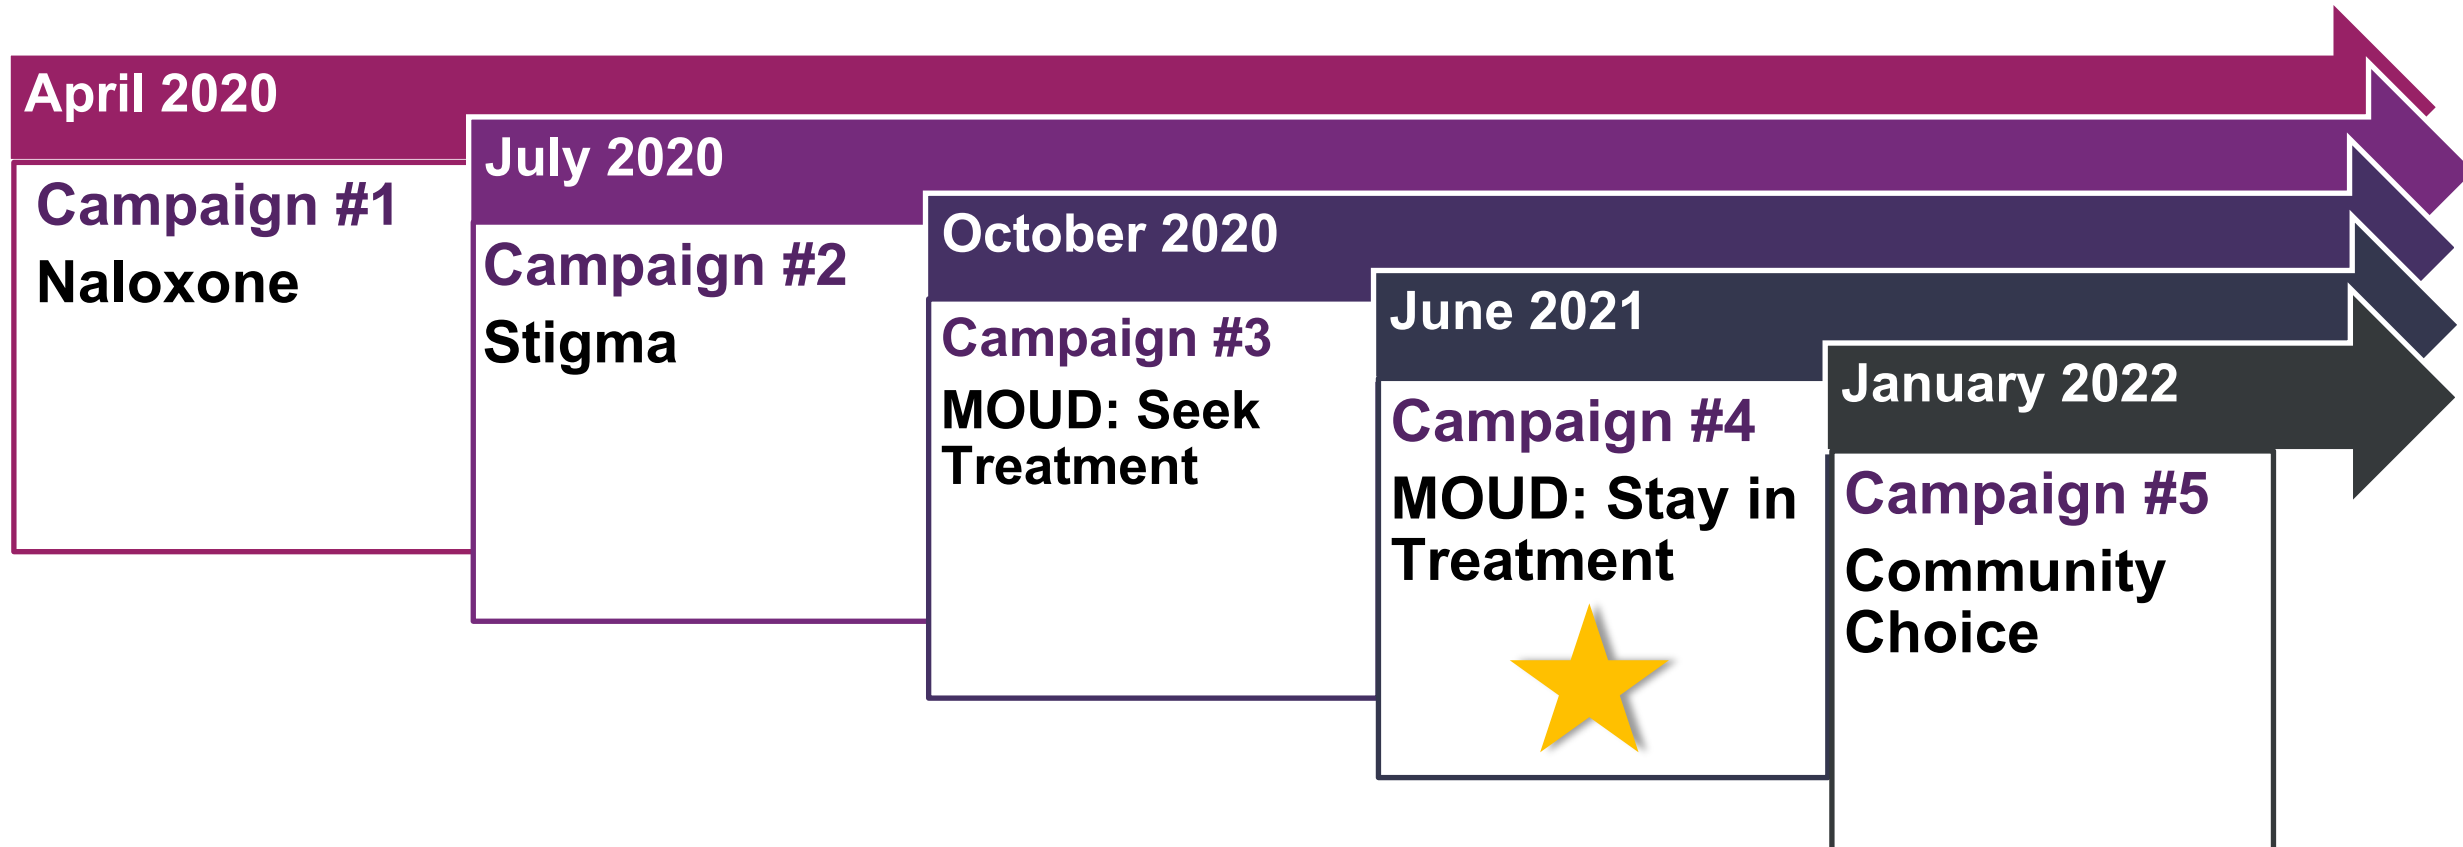 April 2020
Campaign #1
Naloxone
July 2020
Campaign #2
Stigma
October 2020
Campaign #3
MOUD: Seek
Treatment
June 2021
Campaign #4
MOUD: Stay in
Treatment
January 2022
Campaign #5
Community
Choice